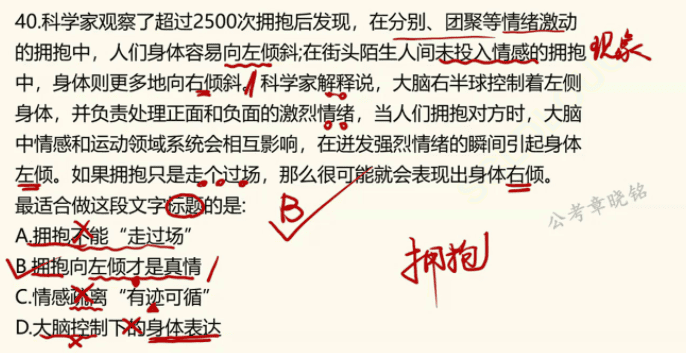 40.科学家观察了超过2500次拥抱后发现，在分别、团聚等情绪激动
的拥抱中，人们身体容易向左倾斜;在街头陌生人间未投入情感的拥抱
现象
中，身体则更多地向右倾斜。科学家解释说，大脑右半球控制着左侧
身体，并负责处理正面和负面的激烈情绪，当人们拥抱对方时，大脑
中情感和运动领域系统会相互影响，在迸发强烈情绪的瞬间引起身体
左倾。如果拥抱只是走个过场，那么很可能就会表现出身体右倾。
最适合做这段文字标题的是:
B
公考章晓铭
A.拥抱不能“走过场”
B.拥抱向左倾才是真情
拥抱
C.情感疏离“有迹可循”
D.大脑控制下的身体表达